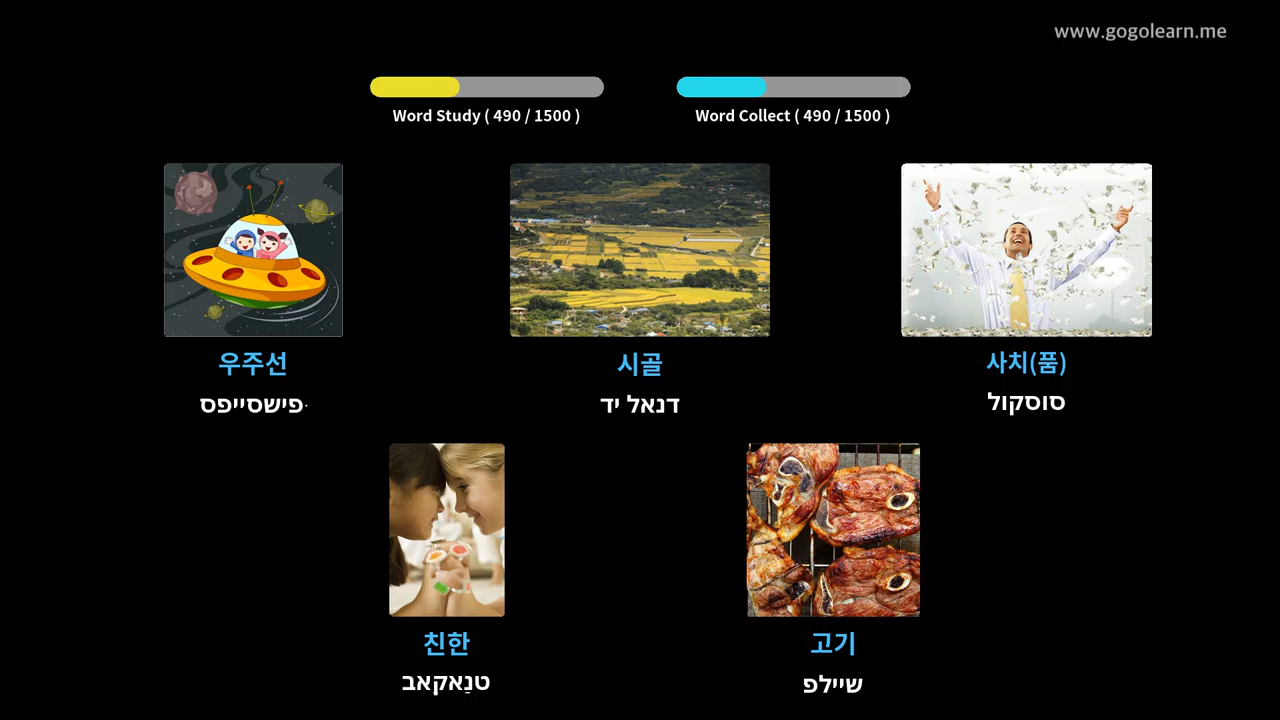 www.gogolearn.me
Word Study ( 490 / 1500 )
Word Collect ( 490 / 1500 )
우주선
시골
사치(품)
פישסייפס
דנאל יד
סוסקול
친한
고기
טנַאקאב
שיילפ